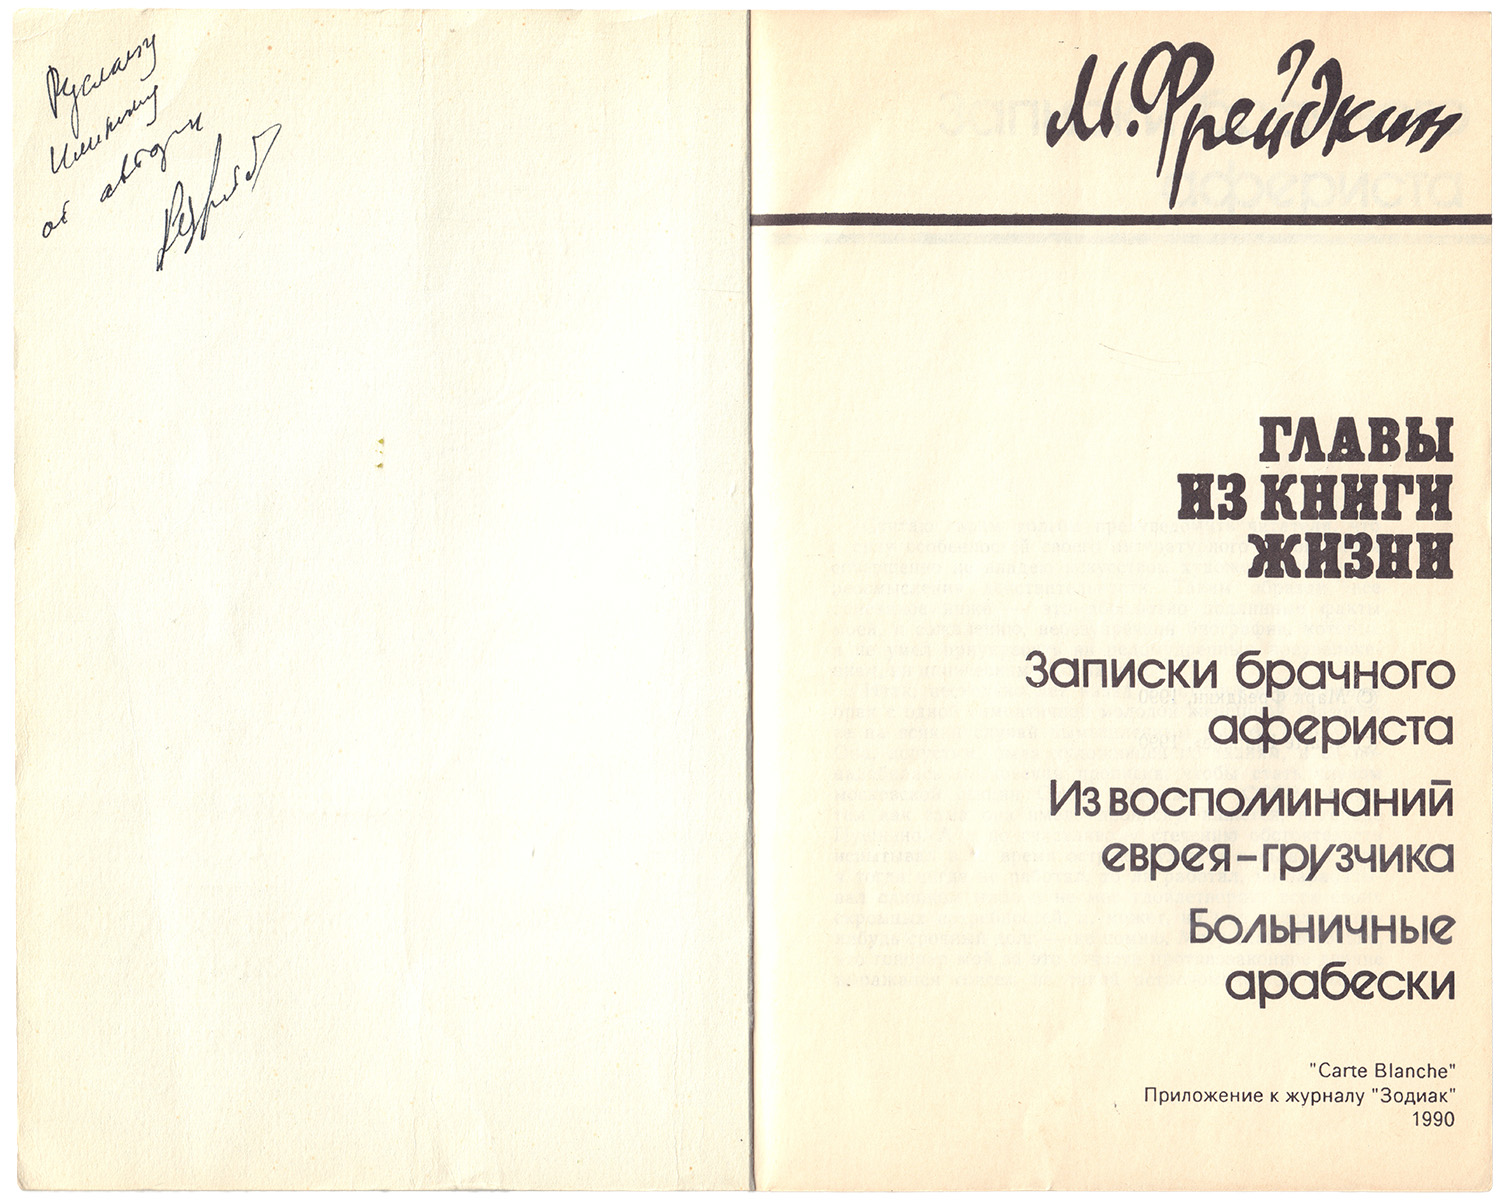 Руслану
от автора
М. Фрейдкин
ГЛАВЫ
ИЗ КНИГИ
ЖИЗНИ
Записки брачного
афериста
Из воспоминаний
еврея-грузчика
Больничные
арабески
"Carte Blanche"
Приложение к журналу "Зодиак"
1990